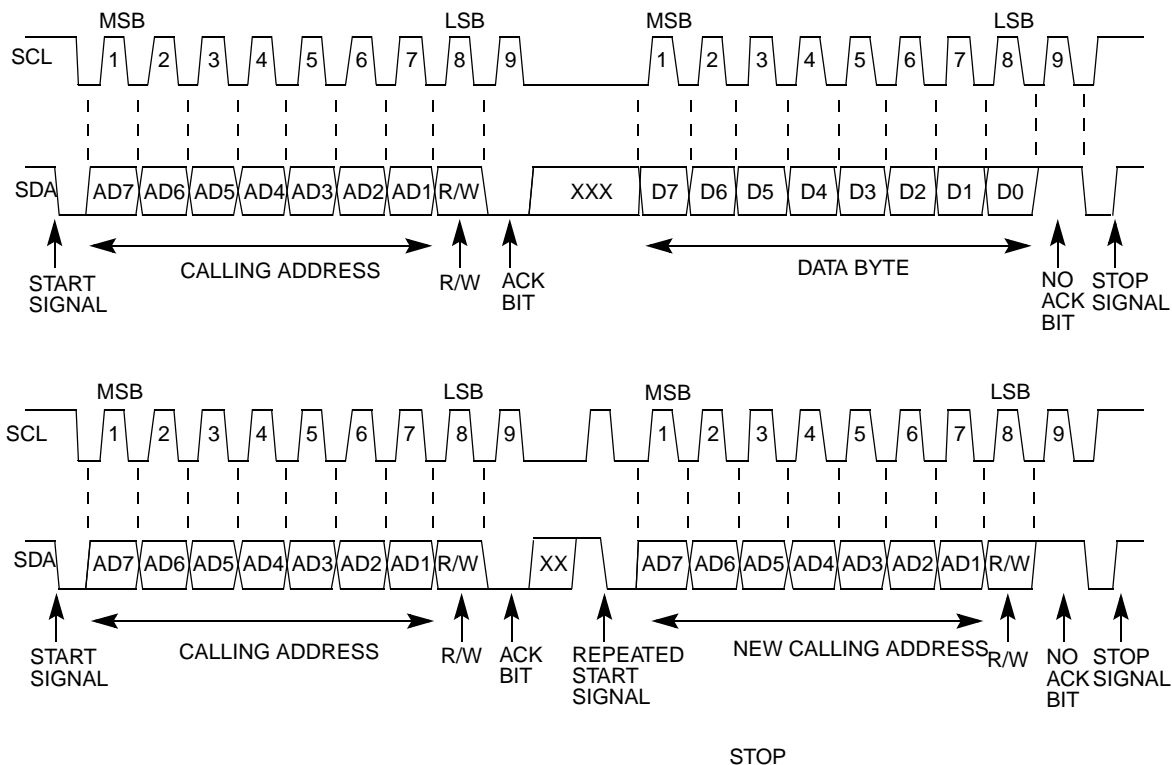 MSB LSB MSB LSB
SCL 1 2 3 4 5 6 7 8 9 1 2 3 4 5 6 7 8 9
SDA AD7 AD6 AD5 AD4 AD3 AD2 AD1 R/W XXX D7 D6 D5 D4 D3 D2 D1 D0
START SIGNAL
CALLING ADDRESS
R/W
ACK BIT
DATA BYTE
NO ACK BIT
STOP SIGNAL
MSB LSB MSB LSB
SCL 1 2 3 4 5 6 7 8 9 1 2 3 4 5 6 7 8 9
SDA AD7 AD6 AD5 AD4 AD3 AD2 AD1 R/W XX AD7 AD6 AD5 AD4 AD3 AD2 AD1 R/W
START SIGNAL
CALLING ADDRESS
R/W
ACK BIT
REPEATED START SIGNAL
NEW CALLING ADDRESS
R/W
NO ACK BIT
STOP SIGNAL
STOP